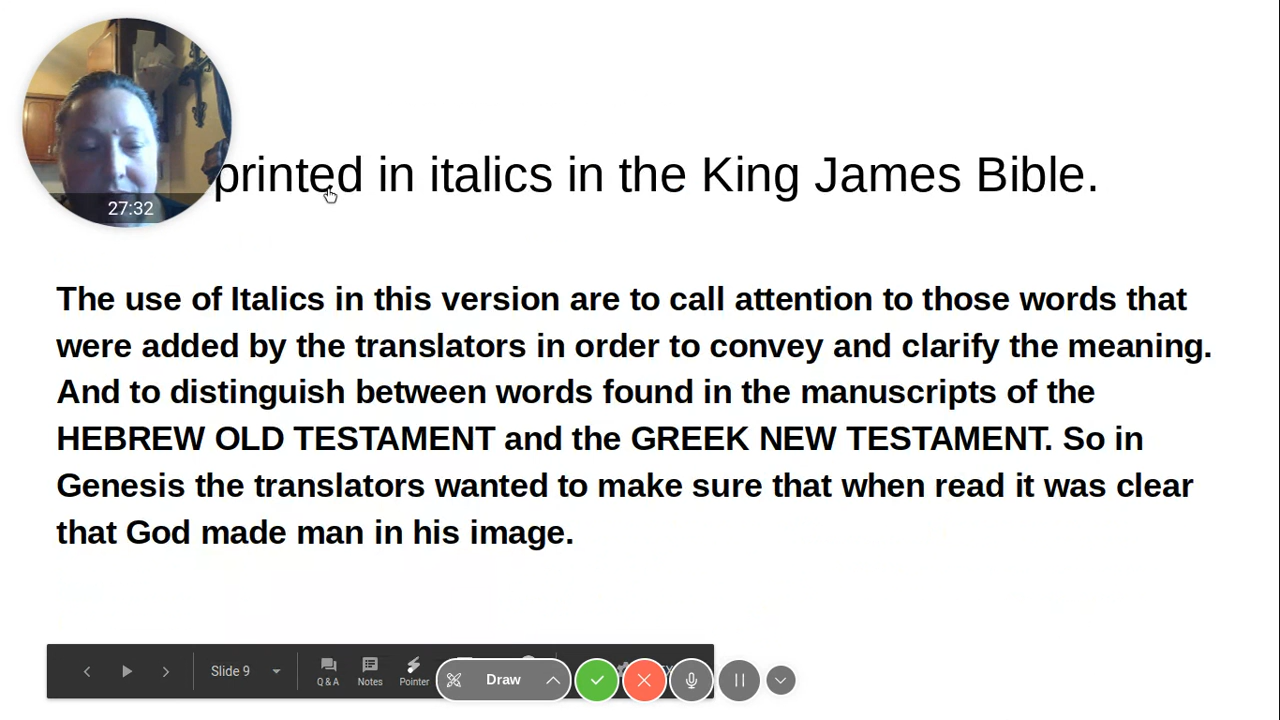 printed in italics in the King James Bible.
27:32
The use of Italics in this version are to call attention to those words that
were added by the translators in order to convey and clarify the meaning.
And to distinguish between words found in the manuscripts of the
HEBREW OLD TESTAMENT and the GREEK NEW TESTAMENT. So in
Genesis the translators wanted to make sure that when read it was clear
that God made man in his image.
Slide 9
Q & A Notes Pointer
Draw